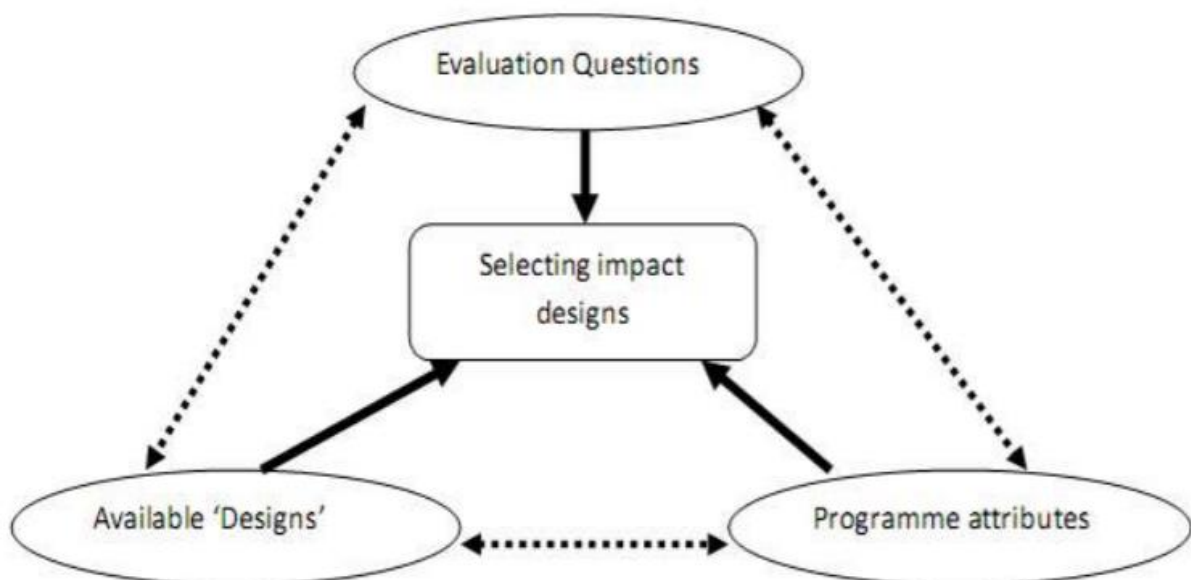 Evaluation Questions
Selecting impact
designs
Available ‘Designs’
Programme attributes